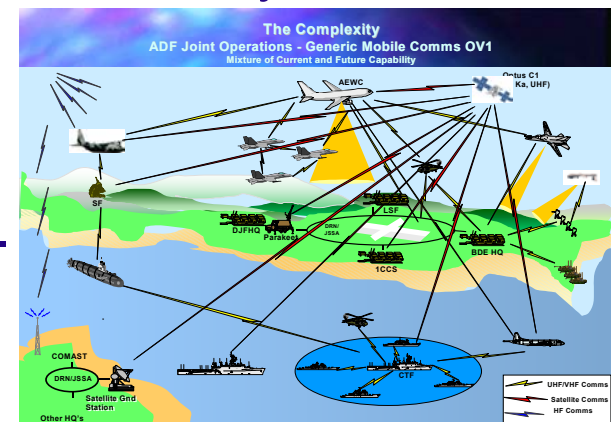 The Complexity
ADF Joint Operations - Generic Mobile Comms OV1
Mixture of Current and Future Capability
AEWC
Optus C1
Ka, UHF)
SF
LSF
DJFHQ
Parakeet
DRN/
JSSA
BDE HQ
1CCS
COMAST
DRN/JSSA
Satellite Gnd
Station
Other HQ's
CTF
UHF/VHF Comms
Satellite Comms
HF Comms